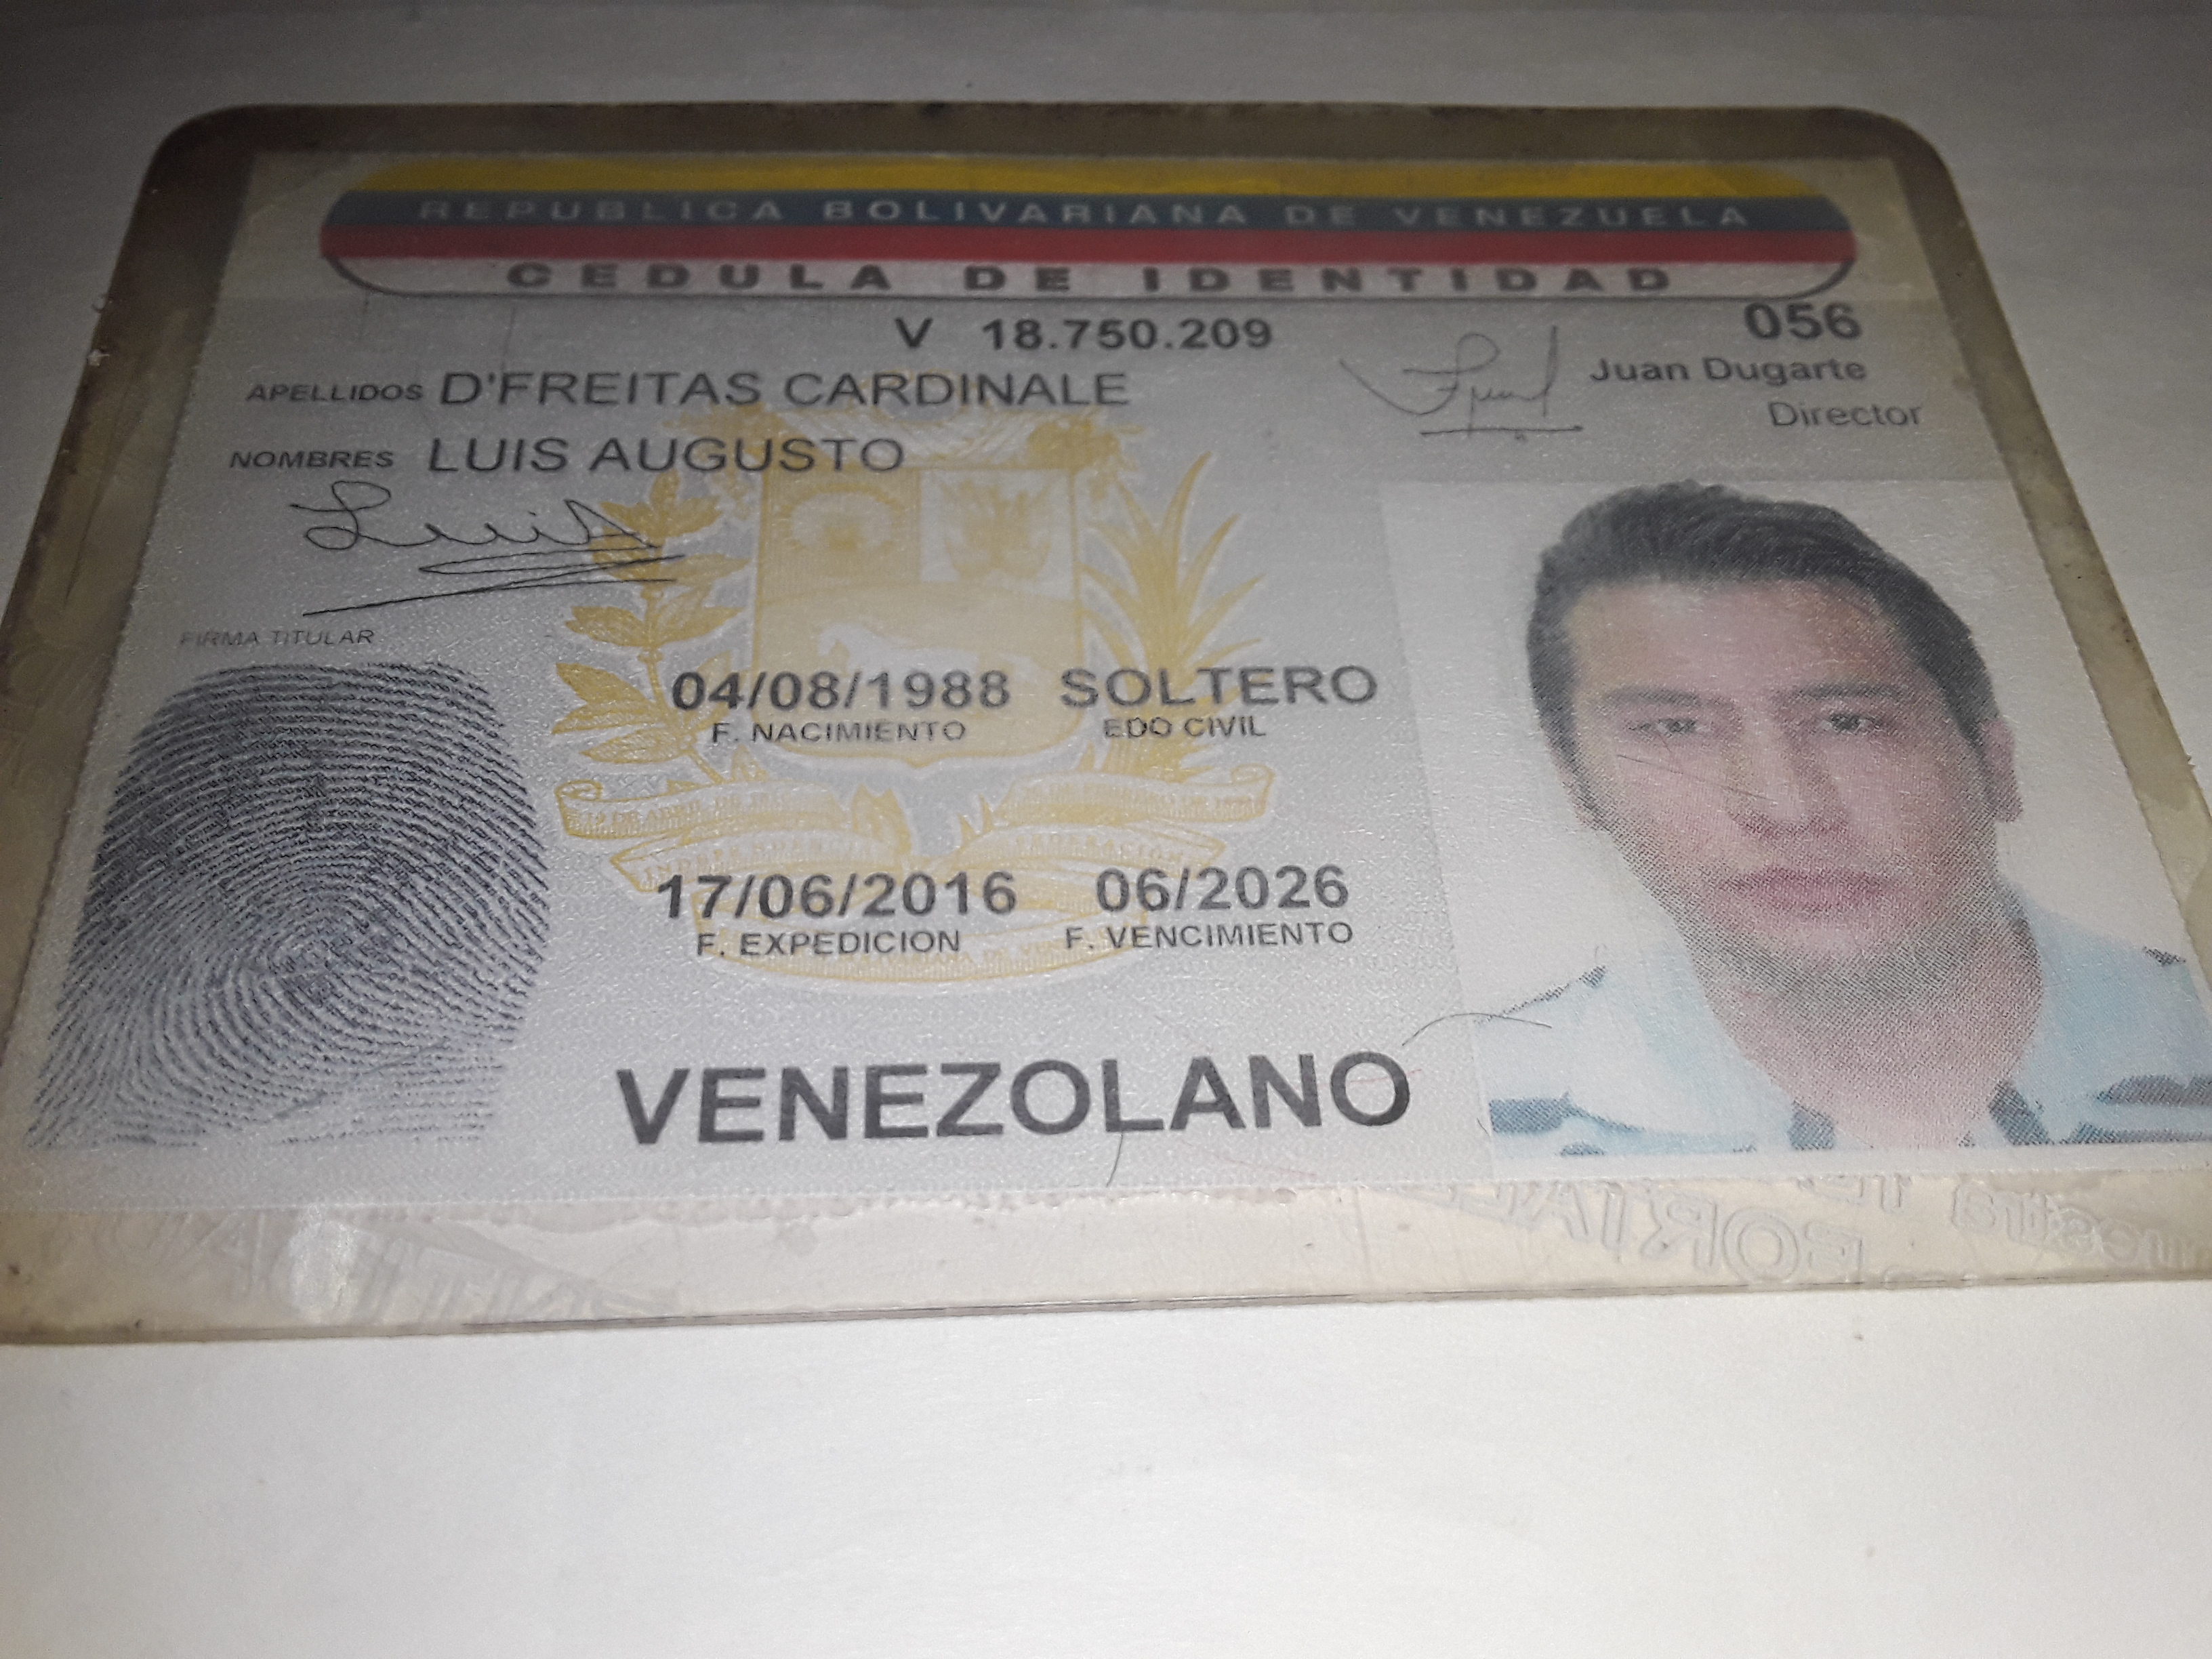 REPUBLICA BOLIVARIANA DE VENEZUELA
CEDULA DE IDENTIDAD
V 18.750.209
056
Juan Dugarte
Director
APELLIDOS D'FREITAS CARDINALE
NOMBRES LUIS AUGUSTO
Luis
FIRMA TITULAR
04/08/1988 SOLTERO
F. NACIMIENTO EDO CIVIL
17/06/2016 06/2026
F. EXPEDICION F. VENCIMIENTO
VENEZOLANO